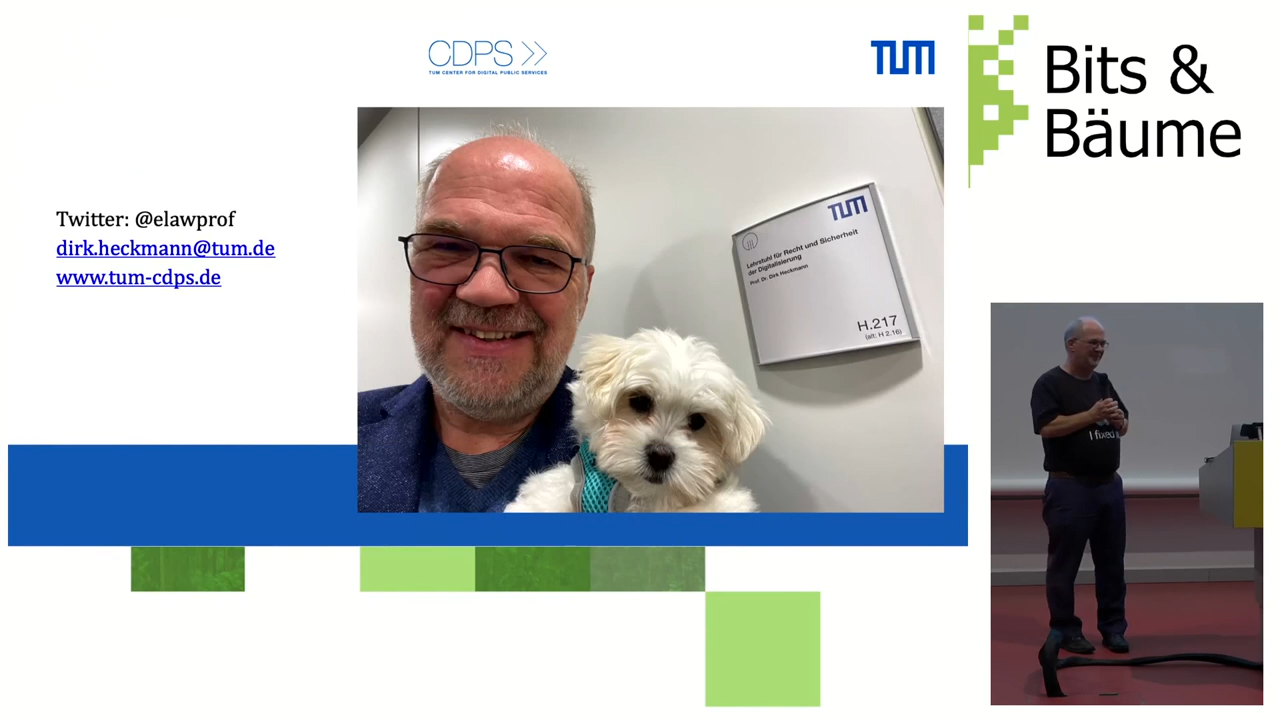 CDPS
TUM CENTER FOR DIGITAL PUBLIC SERVICES
TUM
Bits &
Bäume
Twitter: @elawprof
dirk.heckmann@tum.de
www.tum-cdps.de
TUM
Lehrstuhl für Recht und Sicherheit
der Digitalisierung
Prof. Dr. Dirk Heckmann
H.217
(alt: H 2.16)
I fixed